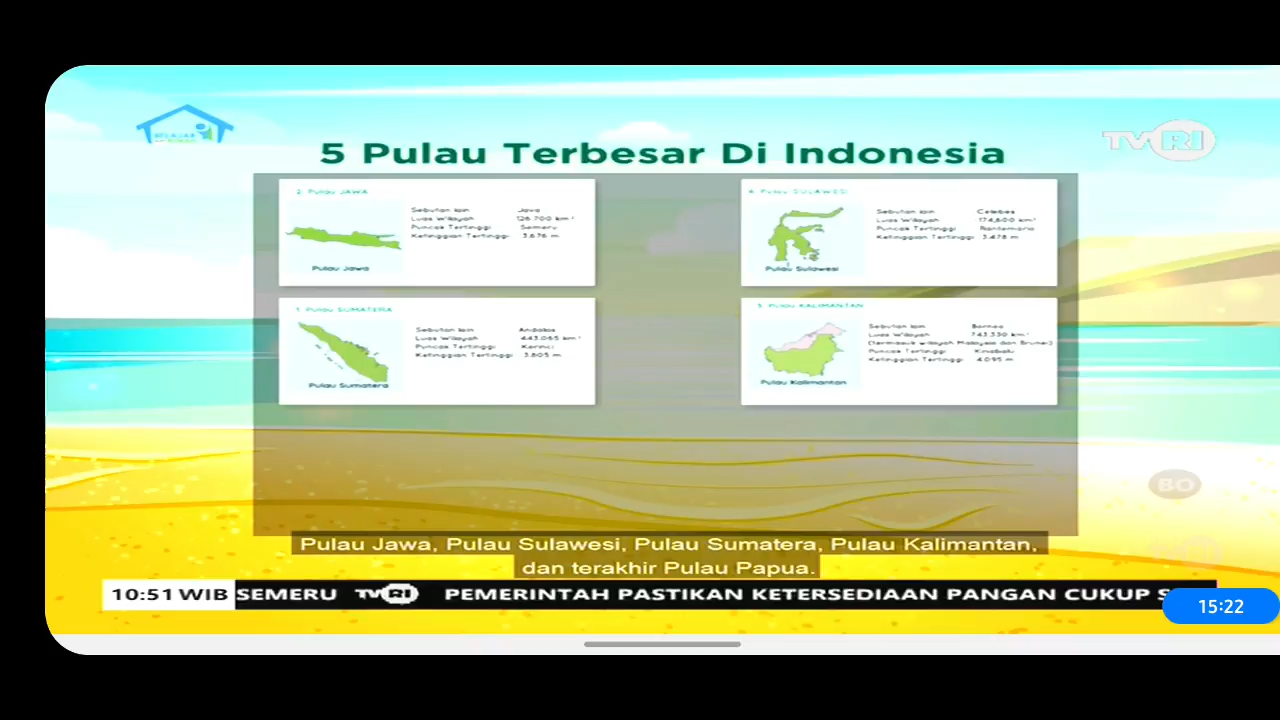 BELAJAR
TVRI
5 Pulau Terbesar Di Indonesia
2. Pulau JAWA
Sebutan lain Jawa
Luas Wilayah 126.700 km²
Puncak Tertinggi Semeru
Ketinggian Tertinggi 3.676 m
Pulau Jawa
4. Pulau SULAWESI
Sebutan lain Celebes
Luas Wilayah 174.600 km²
Puncak Tertinggi Rantemario
Ketinggian Tertinggi 3.478 m
Pulau Sulawesi
1. Pulau SUMATERA
Sebutan lain Andalas
Luas Wilayah 443.065 km²
Puncak Tertinggi Kerinci
Ketinggian Tertinggi 3.805 m
Pulau Sumatera
3. Pulau KALIMANTAN
Sebutan lain Borneo
Luas Wilayah 743.330 km²
(termasuk wilayah Malaysia dan Brunei)
Puncak Tertinggi Kinabalu
Ketinggian Tertinggi 4.095 m
Pulau Kalimantan
BO
Pulau Jawa, Pulau Sulawesi, Pulau Sumatera, Pulau Kalimantan,
dan terakhir Pulau Papua.
10:51 WIB SEMERU TVRI PEMERINTAH PASTIKAN KETERSEDIAAN PANGAN CUKUP S
15:22